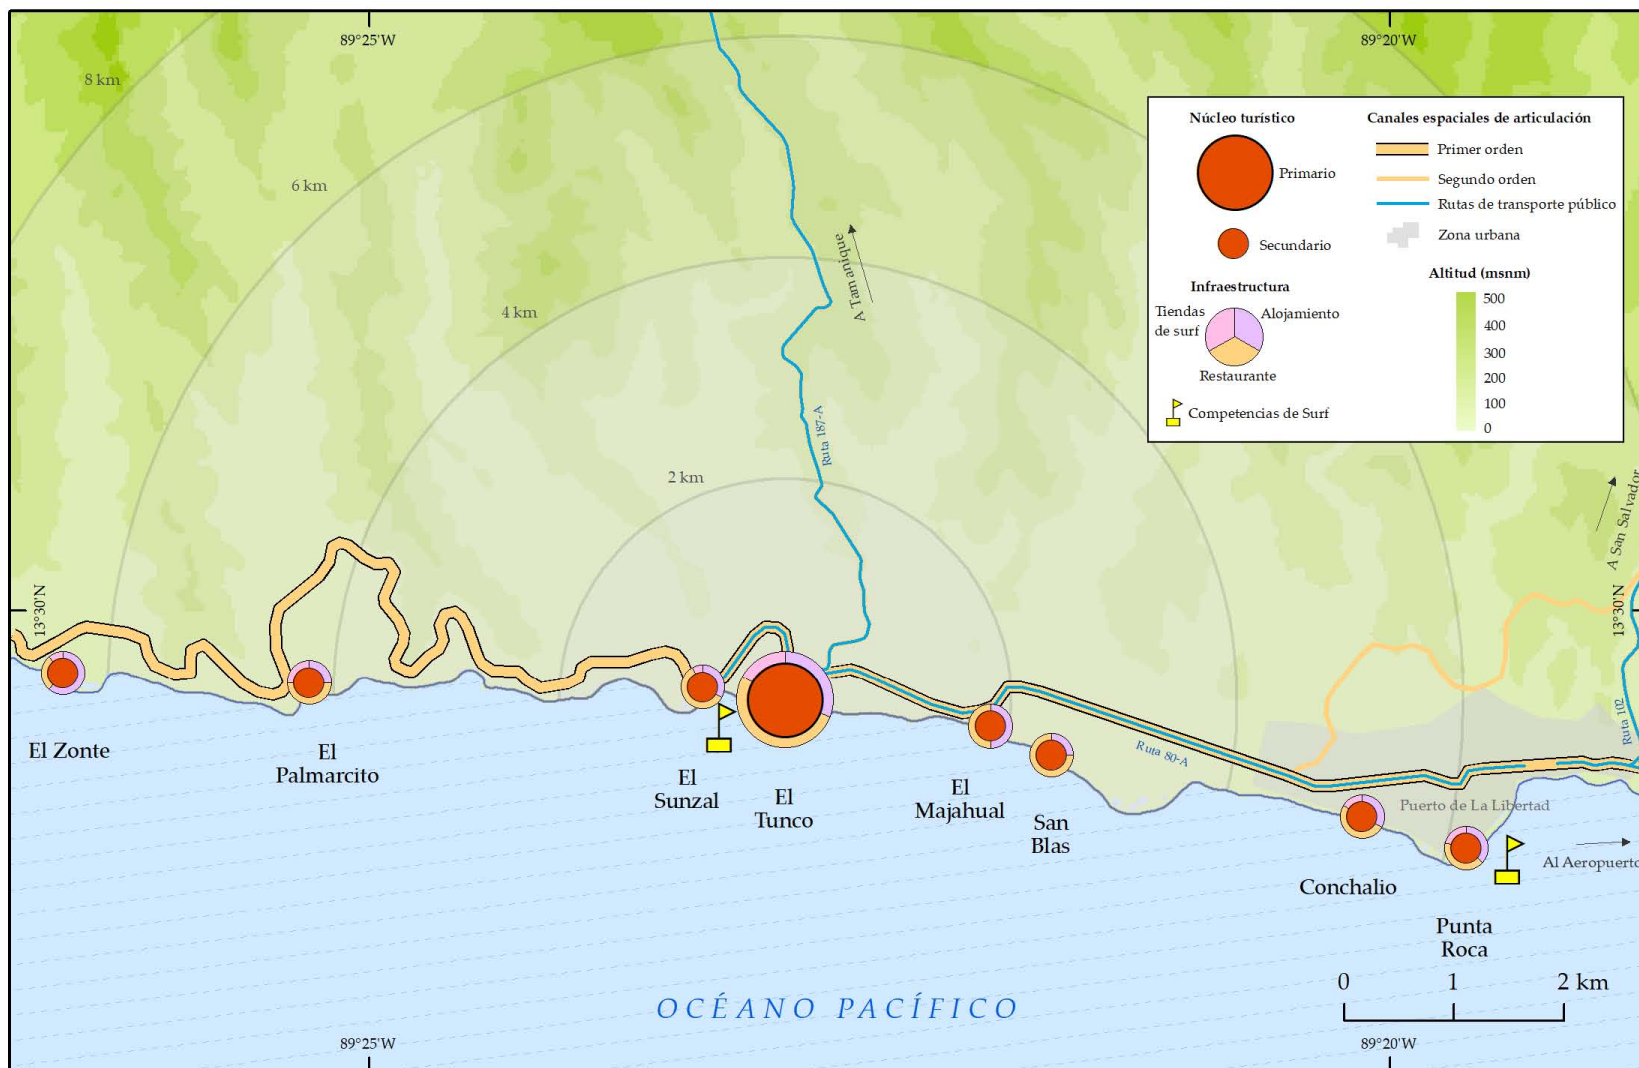 89°25'W
89°20'W
8 km
6 km
4 km
2 km
Núcleo turístico
Primario
Secundario
Infraestructura
Tiendas
de surf
Alojamiento
Restaurante
Competencias de Surf
Canales espaciales de articulación
Primer orden
Segundo orden
Rutas de transporte público
Zona urbana
Altitud (msnm)
500
400
300
200
100
0
A Tamanique
Ruta 187-A
A San Salvador
13°30'N
13°30'N
Ruta 102
Ruta 80-A
El Zonte
El
Palmarcito
El
Sunzal
El
Tunco
El
Majahual
San
Blas
Puerto de La Libertad
Al Aeropuerto
Conchalio
Punta
Roca
0 1 2 km
OCÉANO PACÍFICO
89°25'W
89°20'W